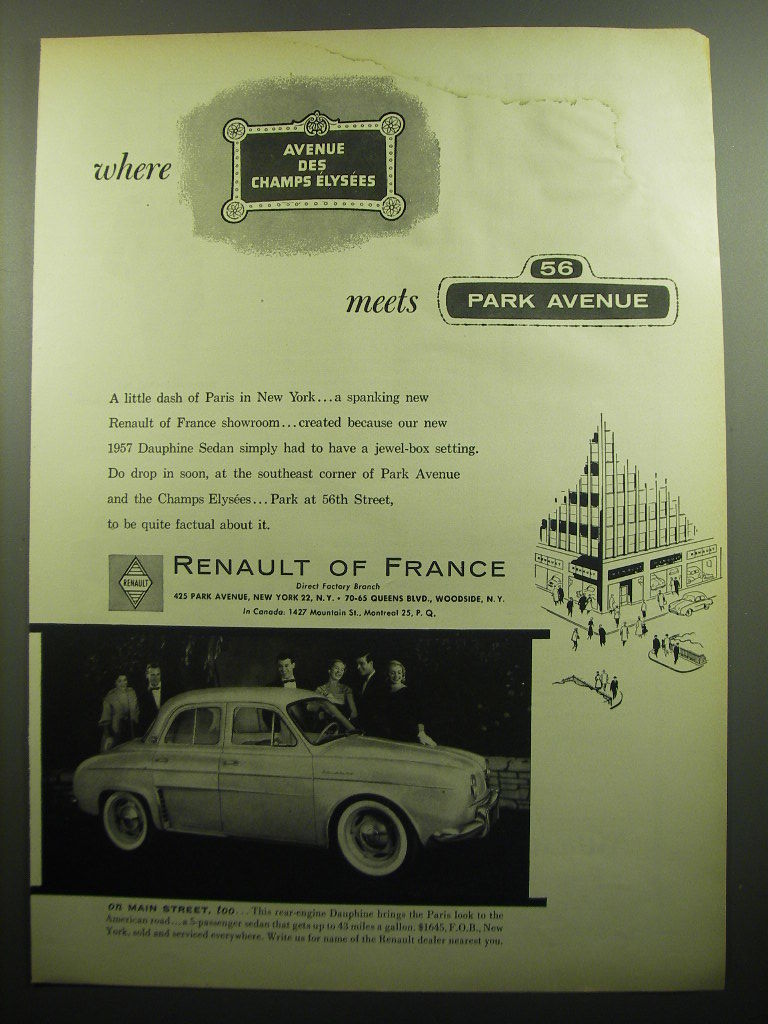 where
AVENUE
DES
CHAMPS ÉLYSÉES
meets
56
PARK AVENUE
A little dash of Paris in New York...a spanking new
Renault of France showroom...created because our new
1957 Dauphine Sedan simply had to have a jewel-box setting.
Do drop in soon, at the southeast corner of Park Avenue
and the Champs Elysées...Park at 56th Street,
to be quite factual about it.
RENAULT
RENAULT OF FRANCE
Direct Factory Branch
425 PARK AVENUE, NEW YORK 22, N.Y. • 70-65 QUEENS BLVD., WOODSIDE, N.Y.
In Canada: 1427 Mountain St., Montreal 25, P. Q.
on MAIN STREET, too... This rear-engine Dauphine brings the Paris look to the
American road...a 5-passenger sedan that gets up to 43 miles a gallon. $1645, F.O.B., New
York, sold and serviced everywhere. Write us for name of the Renault dealer nearest you.